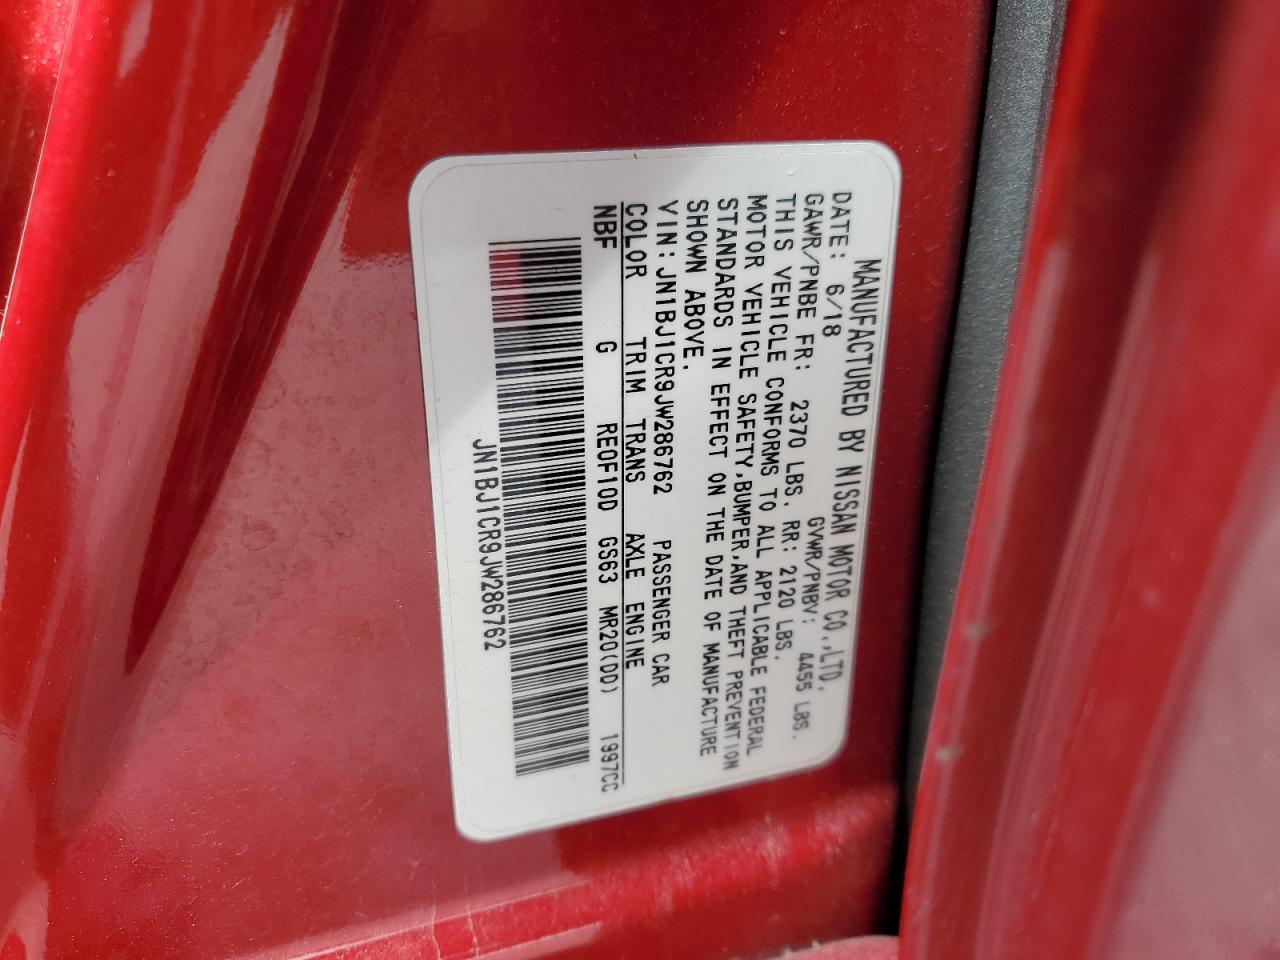 MANUFACTURED BY NISSAN MOTOR CO.,LTD.
DATE: 6/18 GVWR/PNBV: 4455 LBS.
GAWR/PNBE FR: 2370 LBS. RR: 2120 LBS.
THIS VEHICLE CONFORMS TO ALL APPLICABLE FEDERAL
MOTOR VEHICLE SAFETY,BUMPER,AND THEFT PREVENTION
STANDARDS IN EFFECT ON THE DATE OF MANUFACTURE
SHOWN ABOVE.
VIN:JN1BJ1CR9JW286762 PASSENGER CAR
COLOR TRIM TRANS AXLE ENGINE
NBF G RE0F10D GS63 MR20(DD) 1997CC
JN1BJ1CR9JW286762